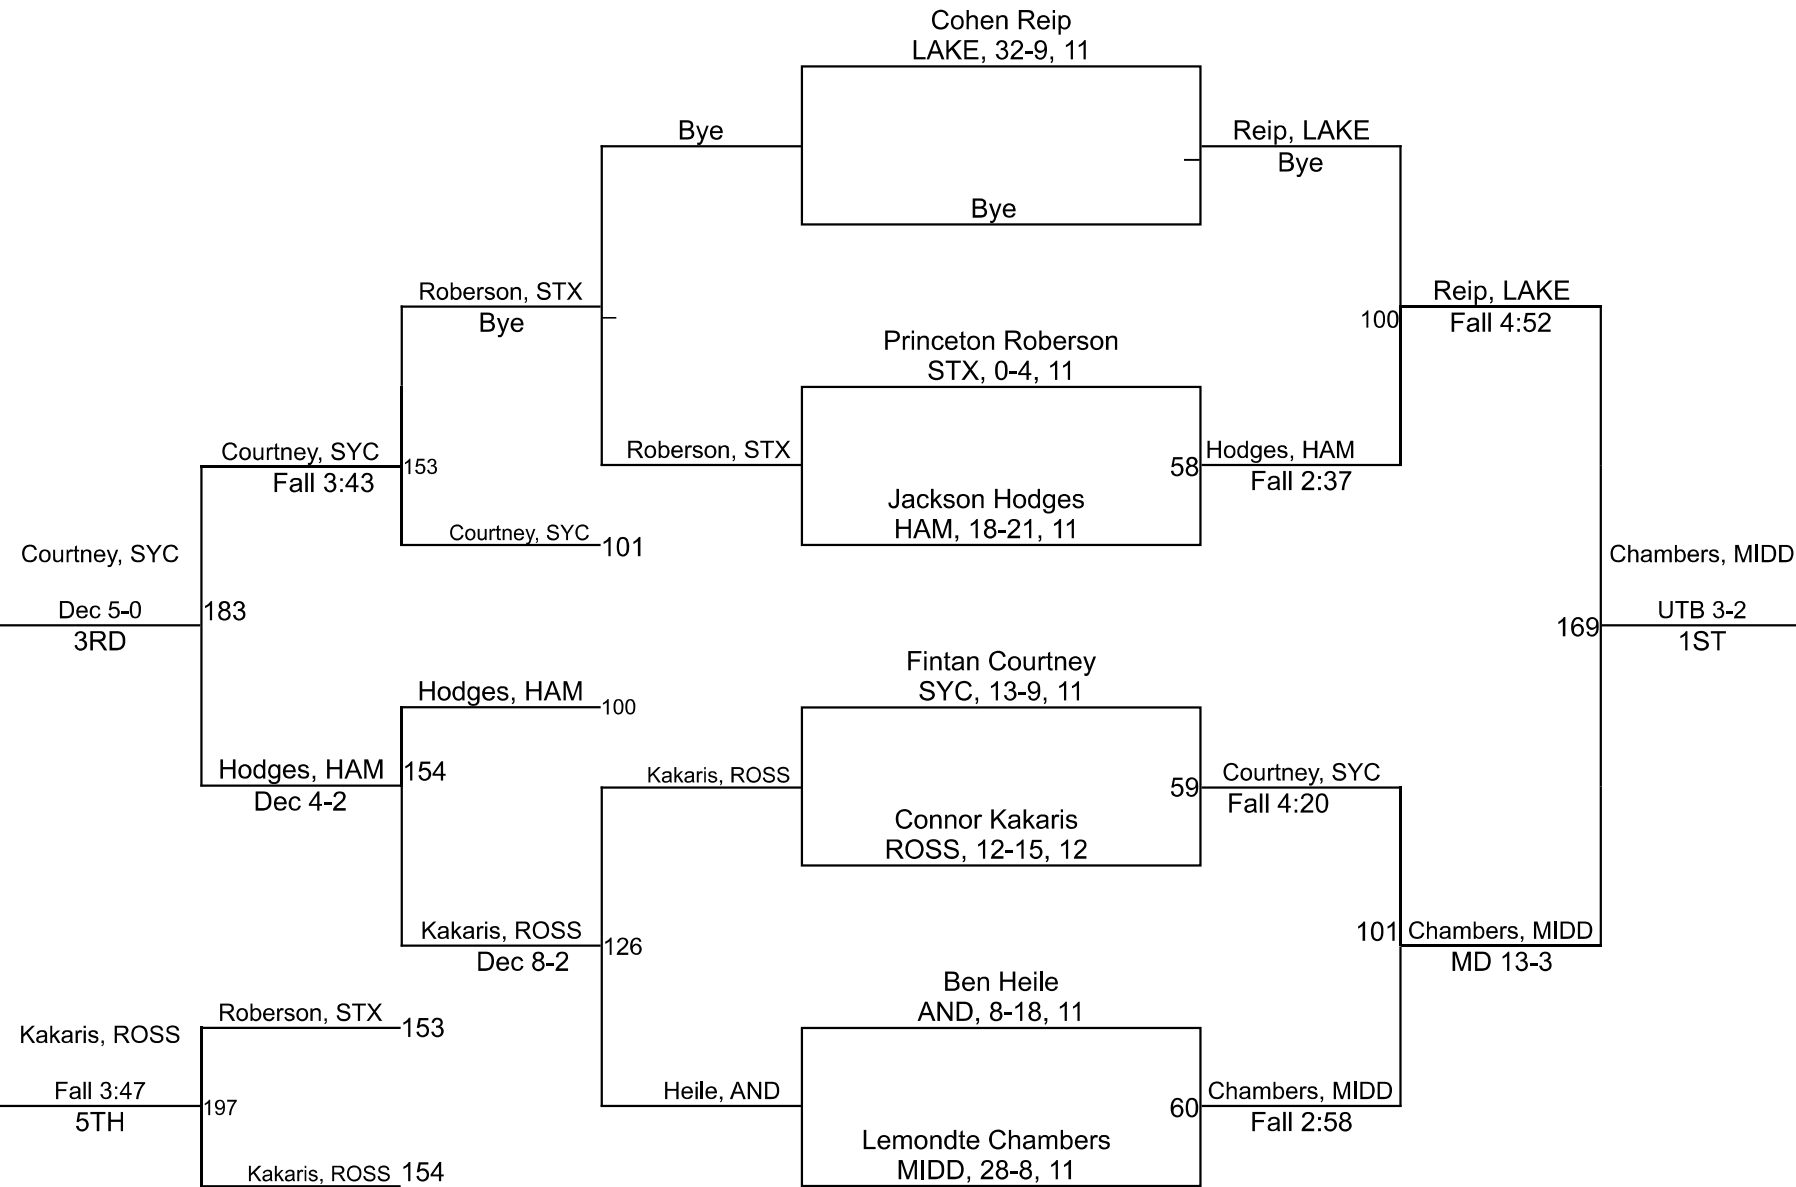 Cohen Reip
LAKE, 32-9, 11
Bye
Reip, LAKE
Bye
Bye
Roberson, STX
Bye
Reip, LAKE
100
Fall 4:52
Princeton Roberson
STX, 0-4, 11
Courtney, SYC
153
Fall 3:43
Roberson, STX
58
Hodges, HAM
Fall 2:37
Jackson Hodges
HAM, 18-21, 11
Courtney, SYC
101
Courtney, SYC
Dec 5-0
183
3RD
Chambers, MIDD
UTB 3-2
169
1ST
Fintan Courtney
SYC, 13-9, 11
Hodges, HAM
100
Hodges, HAM
154
Dec 4-2
Kakaris, ROSS
59
Courtney, SYC
Fall 4:20
Connor Kakaris
ROSS, 12-15, 12
Kakaris, ROSS
126
Dec 8-2
101
Chambers, MIDD
MD 13-3
Ben Heile
AND, 8-18, 11
Roberson, STX
153
Kakaris, ROSS
Fall 3:47
197
5TH
Heile, AND
60
Chambers, MIDD
Fall 2:58
Lemondte Chambers
MIDD, 28-8, 11
Kakaris, ROSS
154